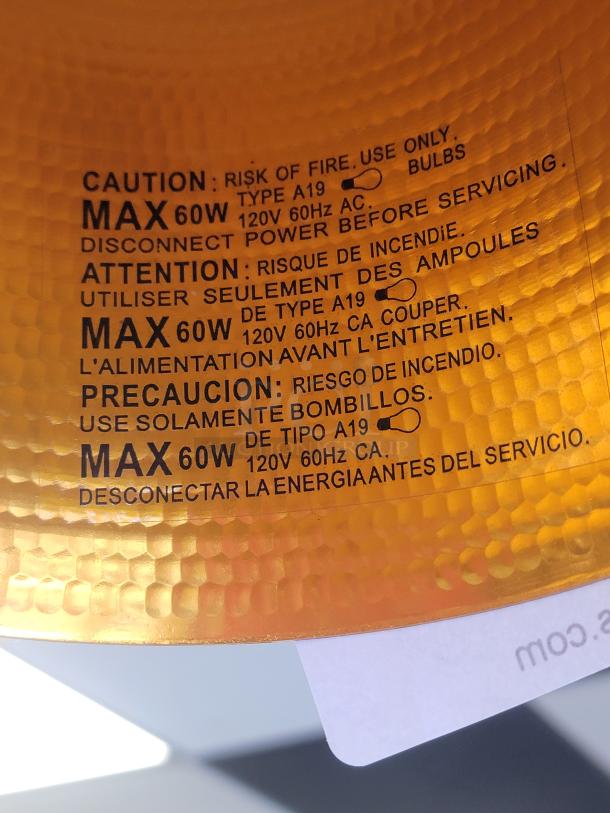 CAUTION: RISK OF FIRE. USE ONLY.
MAX 60W TYPE A19 BULBS
120V 60Hz AC.
DISCONNECT POWER BEFORE SERVICING.
ATTENTION: RISQUE DE INCENDiE.
UTILISER SEULEMENT DES AMPOULES
MAX 60W DE TYPE A19
120V 60Hz CA COUPER.
L'ALIMENTATION AVANT L'ENTRETIEN.
PRECAUCION: RIESGO DE INCENDIO.
USE SOLAMENTE BOMBILLOS.
MAX 60W DE TIPO A19
120V 60Hz CA.
DESCONECTAR LA ENERGIA ANTES DEL SERVICIO.
s.com